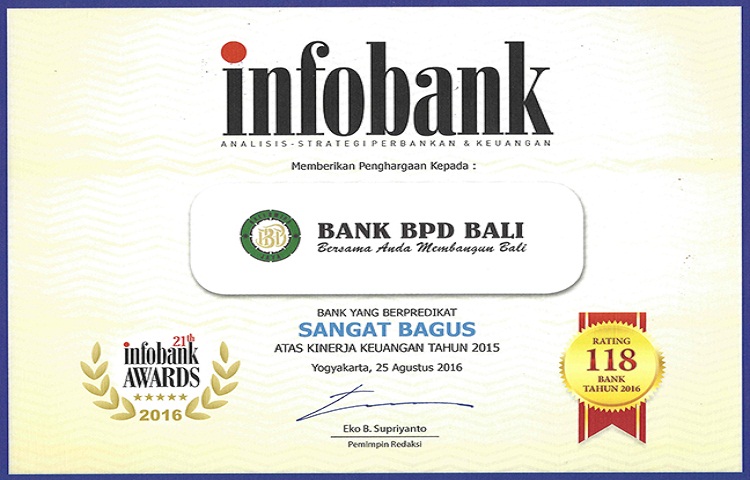 infobank
ANALISIS-STRATEGI PERBANKAN & KEUANGAN
Memberikan Penghargaan Kepada :
BANK BPD BALI
Bersama Anda Membangun Bali
BPD
BANK YANG BERPREDIKAT
SANGAT BAGUS
ATAS KINERJA KEUANGAN TAHUN 2015
Yogyakarta, 25 Agustus 2016
21th
infobank
AWARDS
2016
Eko B. Supriyanto
Pemimpin Redaksi
RATING
118
BANK
TAHUN 2016